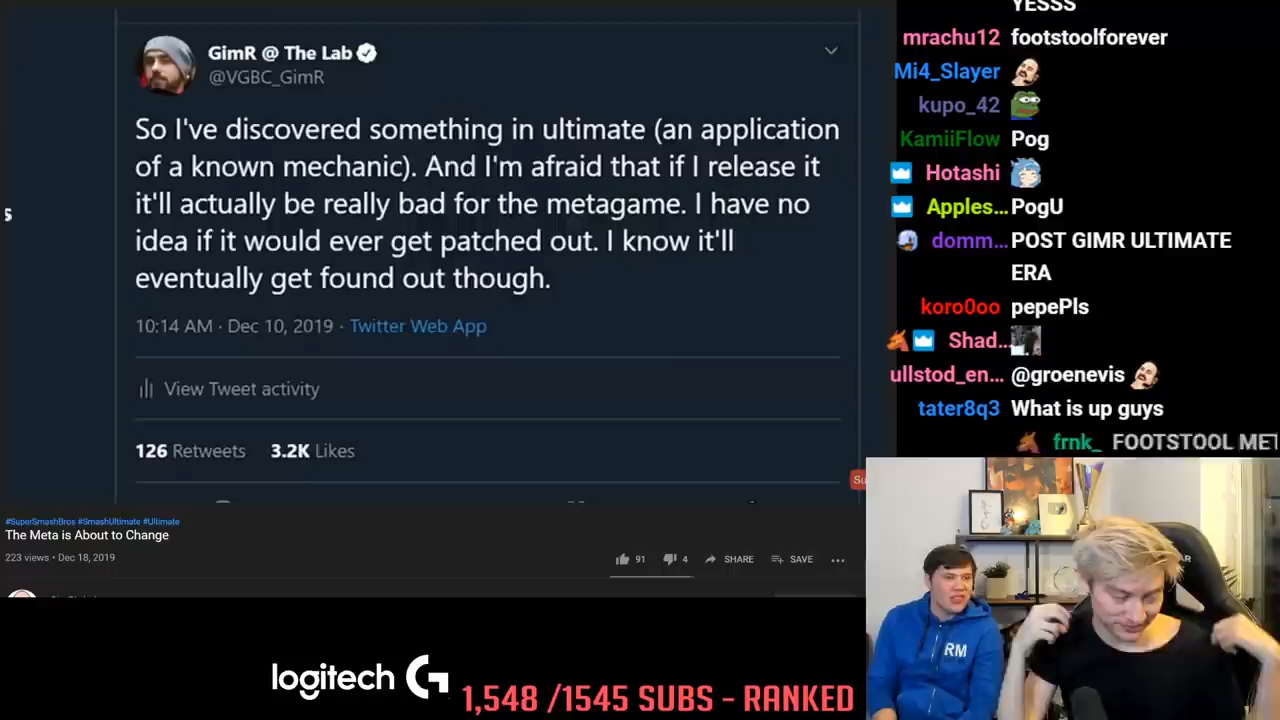 GimR @ The Lab
@VGBC_GimR
So I've discovered something in ultimate (an application
of a known mechanic). And I'm afraid that if I release it
it'll actually be really bad for the metagame. I have no
idea if it would ever get patched out. I know it'll
eventually get found out though.
10:14 AM · Dec 10, 2019 · Twitter Web App
View Tweet activity
126 Retweets 3.2K Likes
s
Su
#SuperSmashBros #SmashUltimate #Ultimate
The Meta is About to Change
223 views • Dec 18, 2019
91 4 SHARE SAVE
logitech G
1,548 /1545 SUBS - RANKED
YESSS
mrachu12 footstoolforever
Mi4_Slayer
kupo_42
KamiiFlow Pog
Hotashi
Apples... PogU
domm... POST GIMR ULTIMATE
ERA
koro0oo pepePls
Shad...
ullstod_en... @groenevis
tater8q3 What is up guys
frnk_ FOOTSTOOL MET
RM